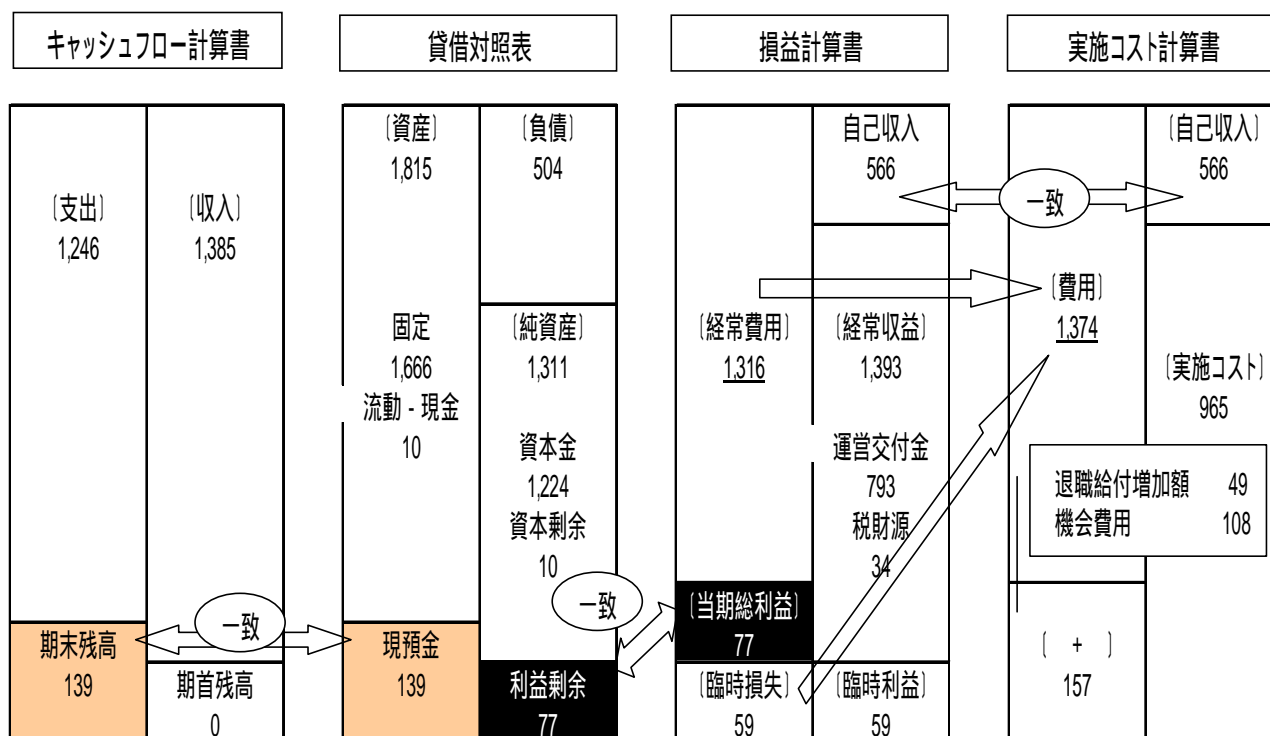 キャッシュフロー計算書
貸借対照表
損益計算書
実施コスト計算書
〔支出〕
1,246
〔収入〕
1,385
期末残高
139
期首残高
0
一致
〔資産〕
1,815
固定
1,666
流動 - 現金
10
現預金
139
〔負債〕
504
〔純資産〕
1,311
資本金
1,224
資本剰余
10
利益剰余
77
一致
〔経常費用〕
1,316
〔当期総利益〕
77
〔臨時損失〕
59
自己収入
566
〔経常収益〕
1,393
運営交付金
793
税財源
34
〔臨時利益〕
59
一致
〔費用〕
1,374
〔 + 〕
157
〔自己収入〕
566
〔実施コスト〕
965
退職給付増加額 49
機会費用 108